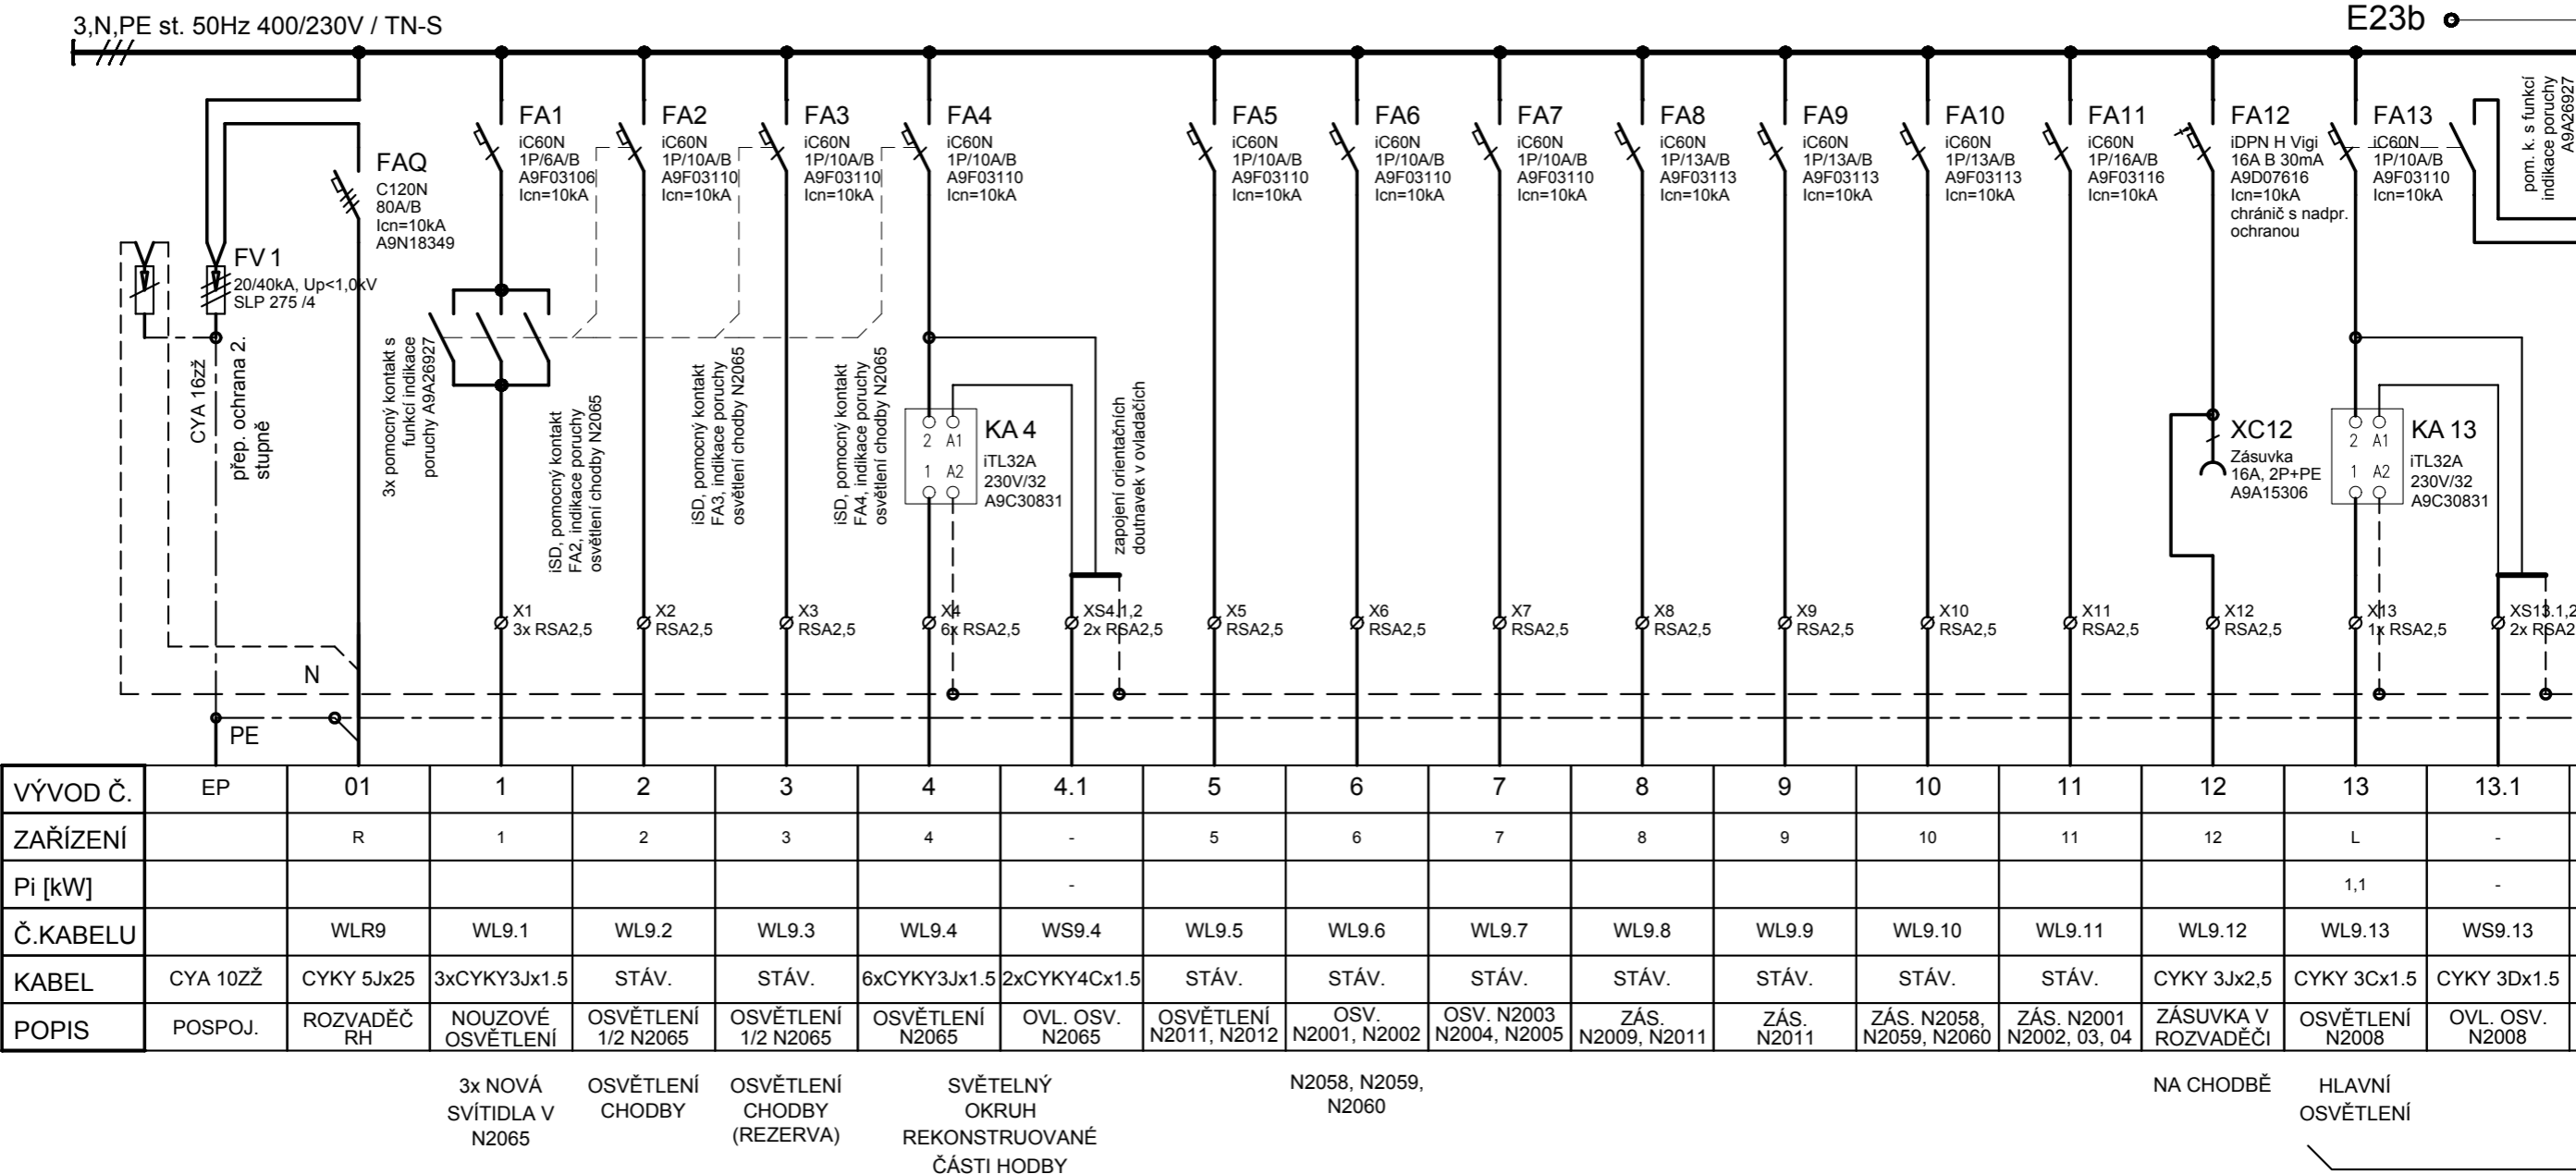 3,N,PE st. 50Hz 400/230V / TN-S
E23b
FAQ
C120N
80A/B
Icn=10kA
A9N18349
FV 1
20/40kA, Up<1,0kV
SLP 275 /4
CYA 16zž
přep. ochrana 2.
stupně
FA1
iC60N
1P/6A/B
A9F03106
Icn=10kA
FA2
iC60N
1P/10A/B
A9F03110
Icn=10kA
FA3
iC60N
1P/10A/B
A9F03110
Icn=10kA
FA4
iC60N
1P/10A/B
A9F03110
Icn=10kA
FA5
iC60N
1P/10A/B
A9F03110
Icn=10kA
FA6
iC60N
1P/10A/B
A9F03110
Icn=10kA
FA7
iC60N
1P/10A/B
A9F03110
Icn=10kA
FA8
iC60N
1P/13A/B
A9F03113
Icn=10kA
FA9
iC60N
1P/13A/B
A9F03113
Icn=10kA
FA10
iC60N
1P/13A/B
A9F03113
Icn=10kA
FA11
iC60N
1P/16A/B
A9F03116
Icn=10kA
FA12
iDPN H Vigi
16A B 30mA
A9D07616
Icn=10kA
chránič s nadpr.
ochranou
FA13
iC60N
1P/10A/B
A9F03110
Icn=10kA
pom. k. s funkcí
indikace poruchy
A9A26927
3x pomocný kontakt s
funkcí indikace
poruchy A9A26927
iSD, pomocný kontakt
FA2, indikace poruchy
osvětlení chodby N2065
iSD, pomocný kontakt
FA3, indikace poruchy
osvětlení chodby N2065
iSD, pomocný kontakt
FA4, indikace poruchy
osvětlení chodby N2065
2 A1
1 A2
KA 4
iTL32A
230V/32
A9C30831
zapojení orientačních
doutnavek v ovladačích
XC12
Zásuvka
16A, 2P+PE
A9A15306
2 A1
1 A2
KA 13
iTL32A
230V/32
A9C30831
X1
3x RSA2,5
X2
RSA2,5
X3
RSA2,5
X4
6x RSA2,5
XS4.1,2
2x RSA2,5
X5
RSA2,5
X6
RSA2,5
X7
RSA2,5
X8
RSA2,5
X9
RSA2,5
X10
RSA2,5
X11
RSA2,5
X12
RSA2,5
X13
1x RSA2,5
XS13.1,2
2x RSA2
N
PE
VÝVOD Č. EP 01 1 2 3 4 4.1 5 6 7 8 9 10 11 12 13 13.1
ZAŘÍZENÍ R 1 2 3 4 - 5 6 7 8 9 10 11 12 L -
Pi [kW] - 1,1 -
Č.KABELU WLR9 WL9.1 WL9.2 WL9.3 WL9.4 WS9.4 WL9.5 WL9.6 WL9.7 WL9.8 WL9.9 WL9.10 WL9.11 WL9.12 WL9.13 WS9.13
KABEL CYA 10ZŽ CYKY 5Jx25 3xCYKY3Jx1.5 STÁV. STÁV. 6xCYKY3Jx1.5 2xCYKY4Cx1.5 STÁV. STÁV. STÁV. STÁV. STÁV. STÁV. STÁV. CYKY 3Jx2,5 CYKY 3Cx1.5 CYKY 3Dx1.5
POPIS
POSPOJ.
ROZVADĚČ
RH
NOUZOVÉ
OSVĚTLENÍ
OSVĚTLENÍ
1/2 N2065
OSVĚTLENÍ
1/2 N2065
OSVĚTLENÍ
N2065
OVL. OSV.
N2065
OSVĚTLENÍ
N2011, N2012
OSV.
N2001, N2002
OSV. N2003
N2004, N2005
ZÁS.
N2009, N2011
ZÁS.
N2011
ZÁS. N2058,
N2059, N2060
ZÁS. N2001
N2002, 03, 04
ZÁSUVKA V
ROZVADĚČI
OSVĚTLENÍ
N2008
OVL. OSV.
N2008
3x NOVÁ
SVÍTIDLA V
N2065
OSVĚTLENÍ
CHODBY
OSVĚTLENÍ
CHODBY
(REZERVA)
SVĚTELNÝ
OKRUH
REKONSTRUOVANÉ
ČÁSTI HODBY
N2058, N2059,
N2060
NA CHODBĚ
HLAVNÍ
OSVĚTLENÍ